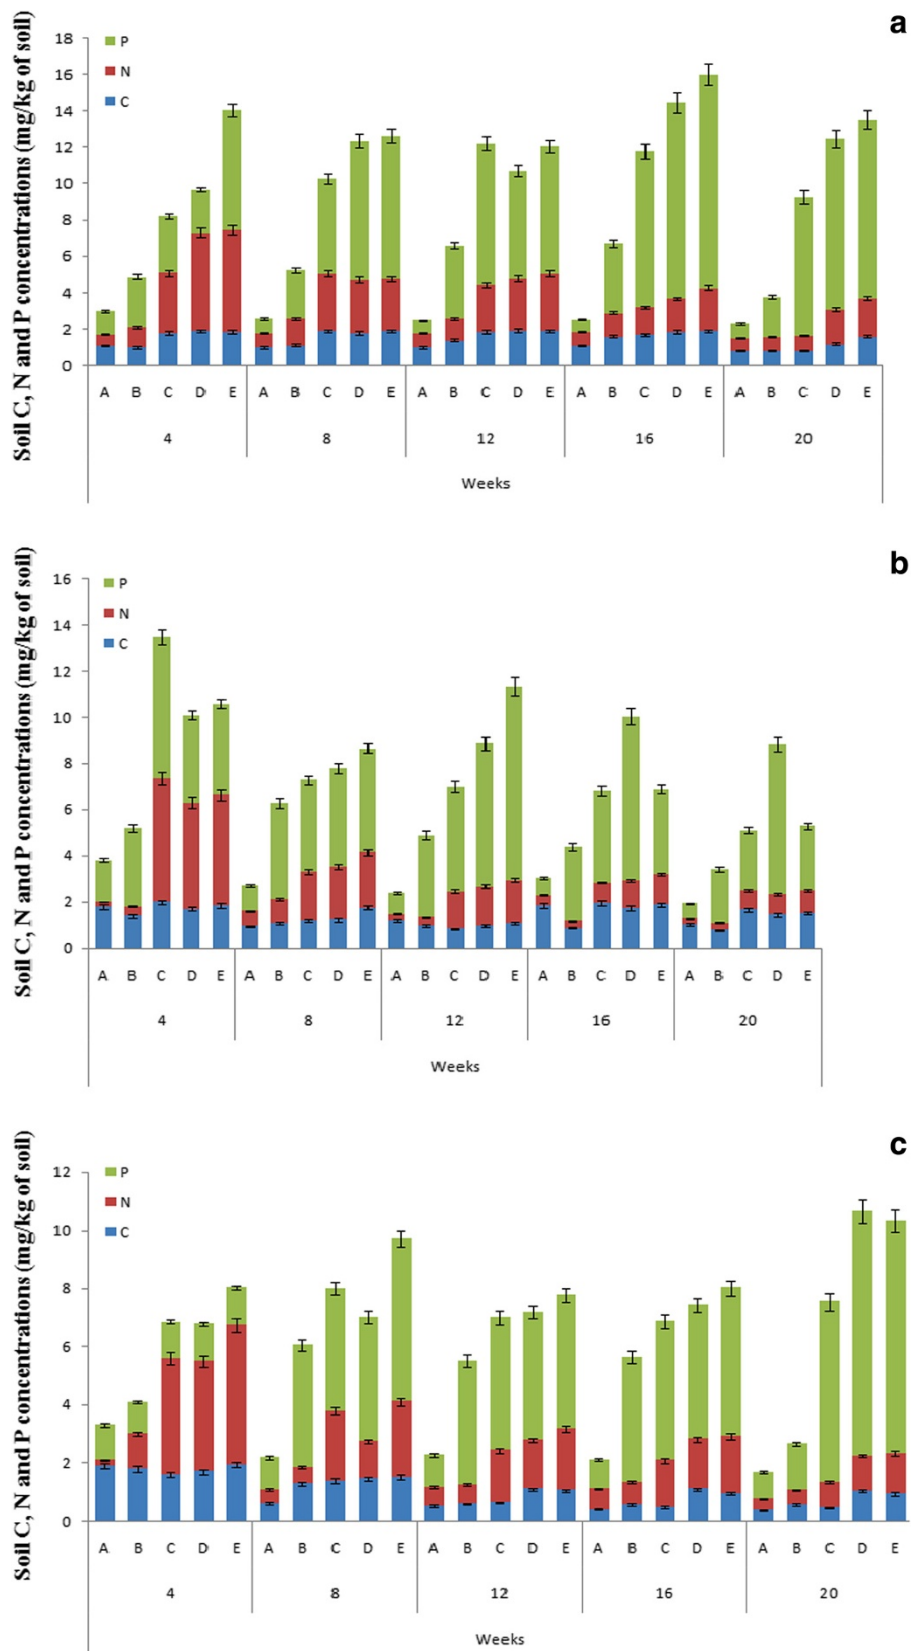 a
Soil C, N and P concentrations (mg/kg of soil)
18
16
14
12
10
8
6
4
2
0
P
N
C
A B C D E A B C D E A B C D E A B C D E A B C D E
4 8 12 16 20
Weeks
b
Soil C, N and P concentrations (mg/kg of soil)
16
14
12
10
8
6
4
2
0
P
N
C
A B C D E A B C D E A B C D E A B C D E A B C D E
4 8 12 16 20
Weeks
c
Soil C, N and P concentrations (mg/kg of soil)
12
10
8
6
4
2
0
P
N
C
A B C D E A B C D E A B C D E A B C D E A B C D E
4 8 12 16 20
Weeks